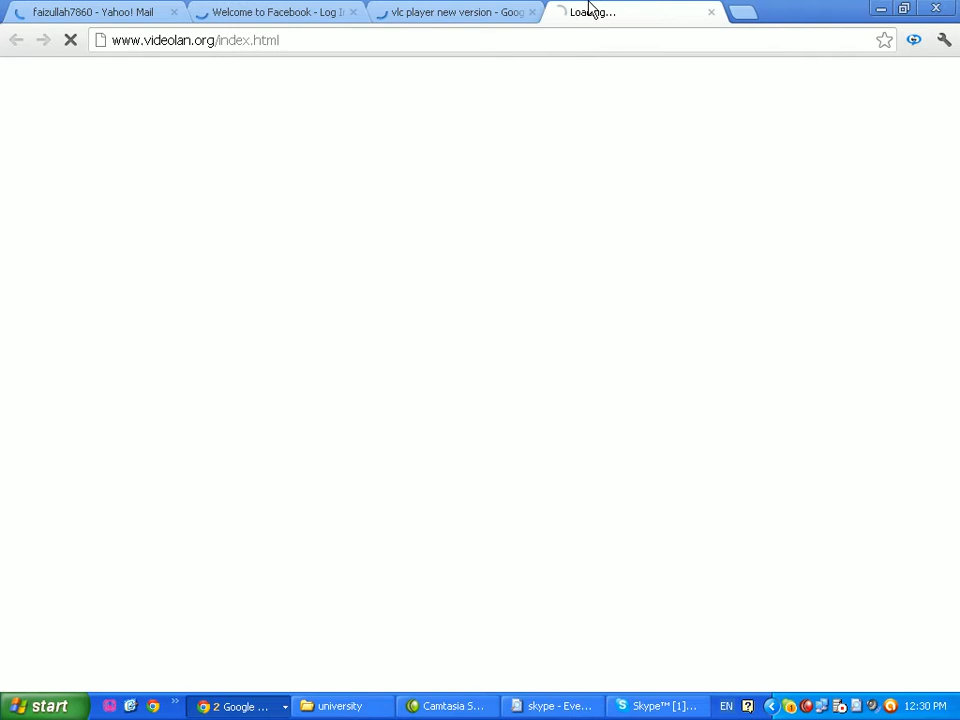 faizullah7860 - Yahoo! Mail
Welcome to Facebook - Log I
vlc player new version - Goog
Loading...
www.videolan.org/index.html
start
2 Google ...
university
Camtasia S...
skype - Eve...
Skype™ [1]...
EN
12:30 PM